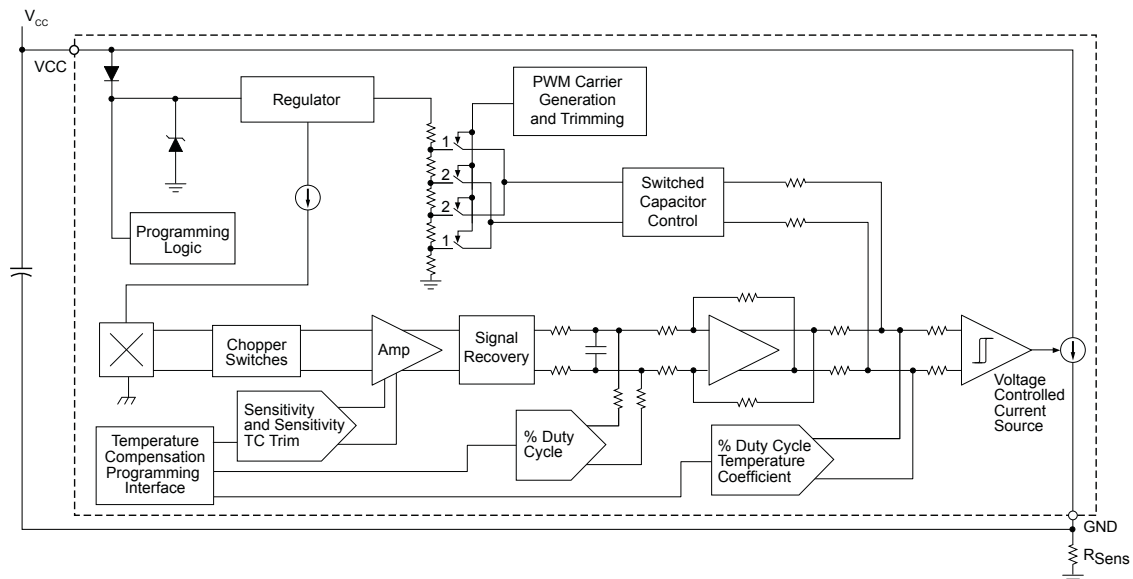 VCC
VCC
Regulator
PWM Carrier
Generation
and Trimming
1
2
2
1
Switched
Capacitor
Control
Programming
Logic
Chopper
Switches
Amp
Signal
Recovery
Voltage
Controlled
Current
Source
Sensitivity
and Sensitivity
TC Trim
Temperature
Compensation
Programming
Interface
% Duty
Cycle
% Duty Cycle
Temperature
Coefficient
GND
RSens